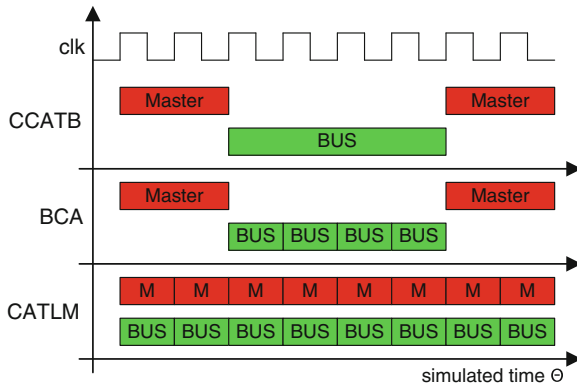 clk
Master Master
CCATB
BUS
Master Master
BCA
BUS BUS BUS BUS
M M M M M M M M
CATLM
BUS BUS BUS BUS BUS BUS BUS BUS
simulated time Θ